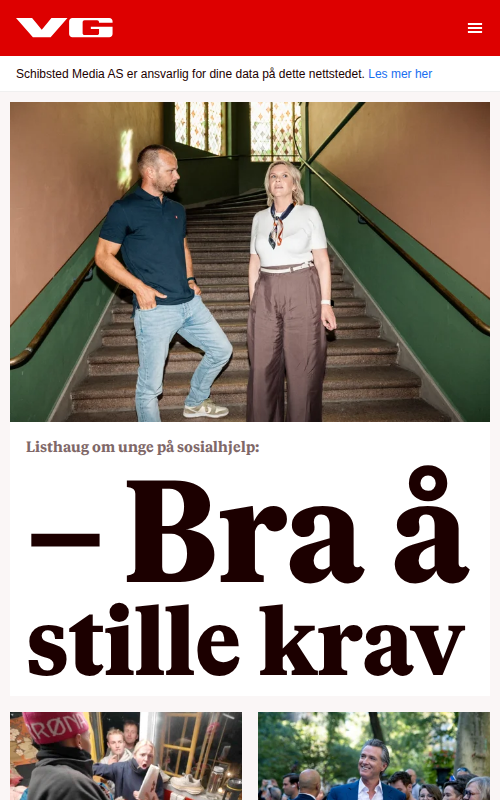 VG
Schibsted Media AS er ansvarlig for dine data på dette nettstedet. Les mer her
Listhaug om unge på sosialhjelp:
– Bra å
stille krav